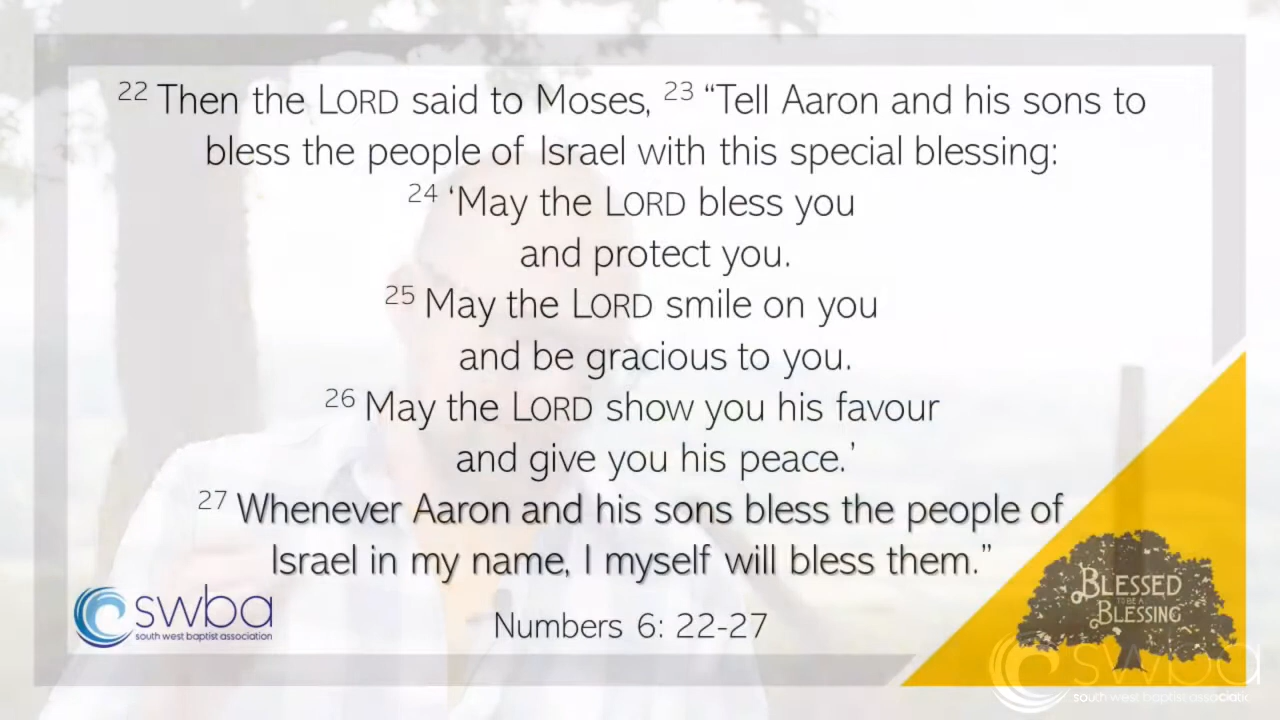 22 Then the LORD said to Moses, 23 “Tell Aaron and his sons to
bless the people of Israel with this special blessing:
24 ‘May the LORD bless you
and protect you.
25 May the LORD smile on you
and be gracious to you.
26 May the LORD show you his favour
and give you his peace.’
27 Whenever Aaron and his sons bless the people of
Israel in my name, I myself will bless them.”
Numbers 6: 22-27
swba
south west baptist association
BLESSED
TO BE A
BLESSING
swba
south west baptist association